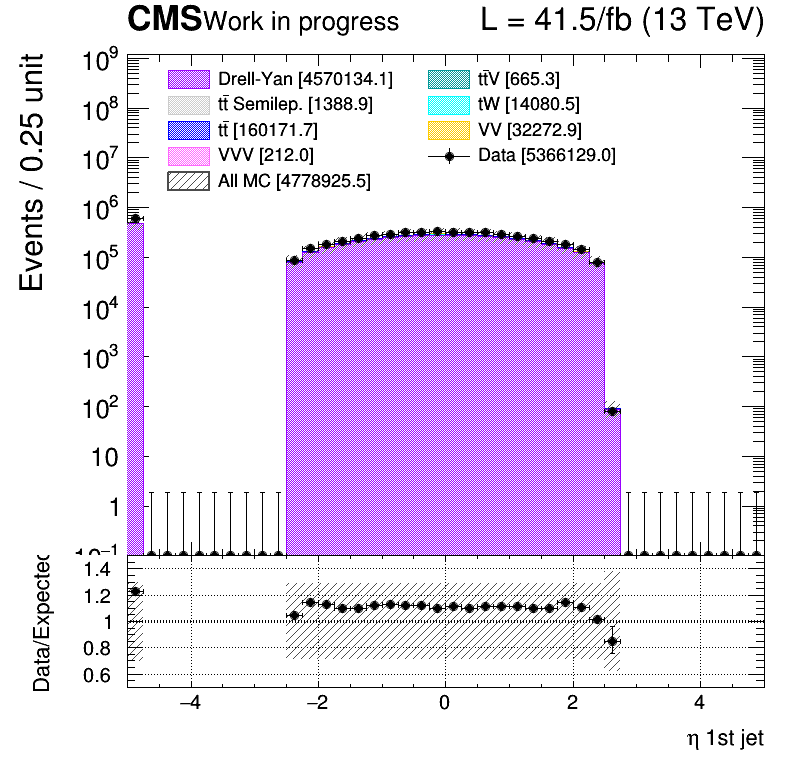 CMS Work in progress L = 41.5/fb (13 TeV)
Events / 0.25 unit
10⁹
10⁸
10⁷
10⁶
10⁵
10⁴
10³
10²
10
1
10⁻¹
Drell-Yan [4570134.1]
tt̄ Semilep. [1388.9]
tt̄ [160171.7]
VVV [212.0]
All MC [4778925.5]
tt̄V [665.3]
tW [14080.5]
VV [32272.9]
Data [5366129.0]
Data/Expected
1.4
1.2
1
0.8
0.6
−4 −2 0 2 4
η 1st jet